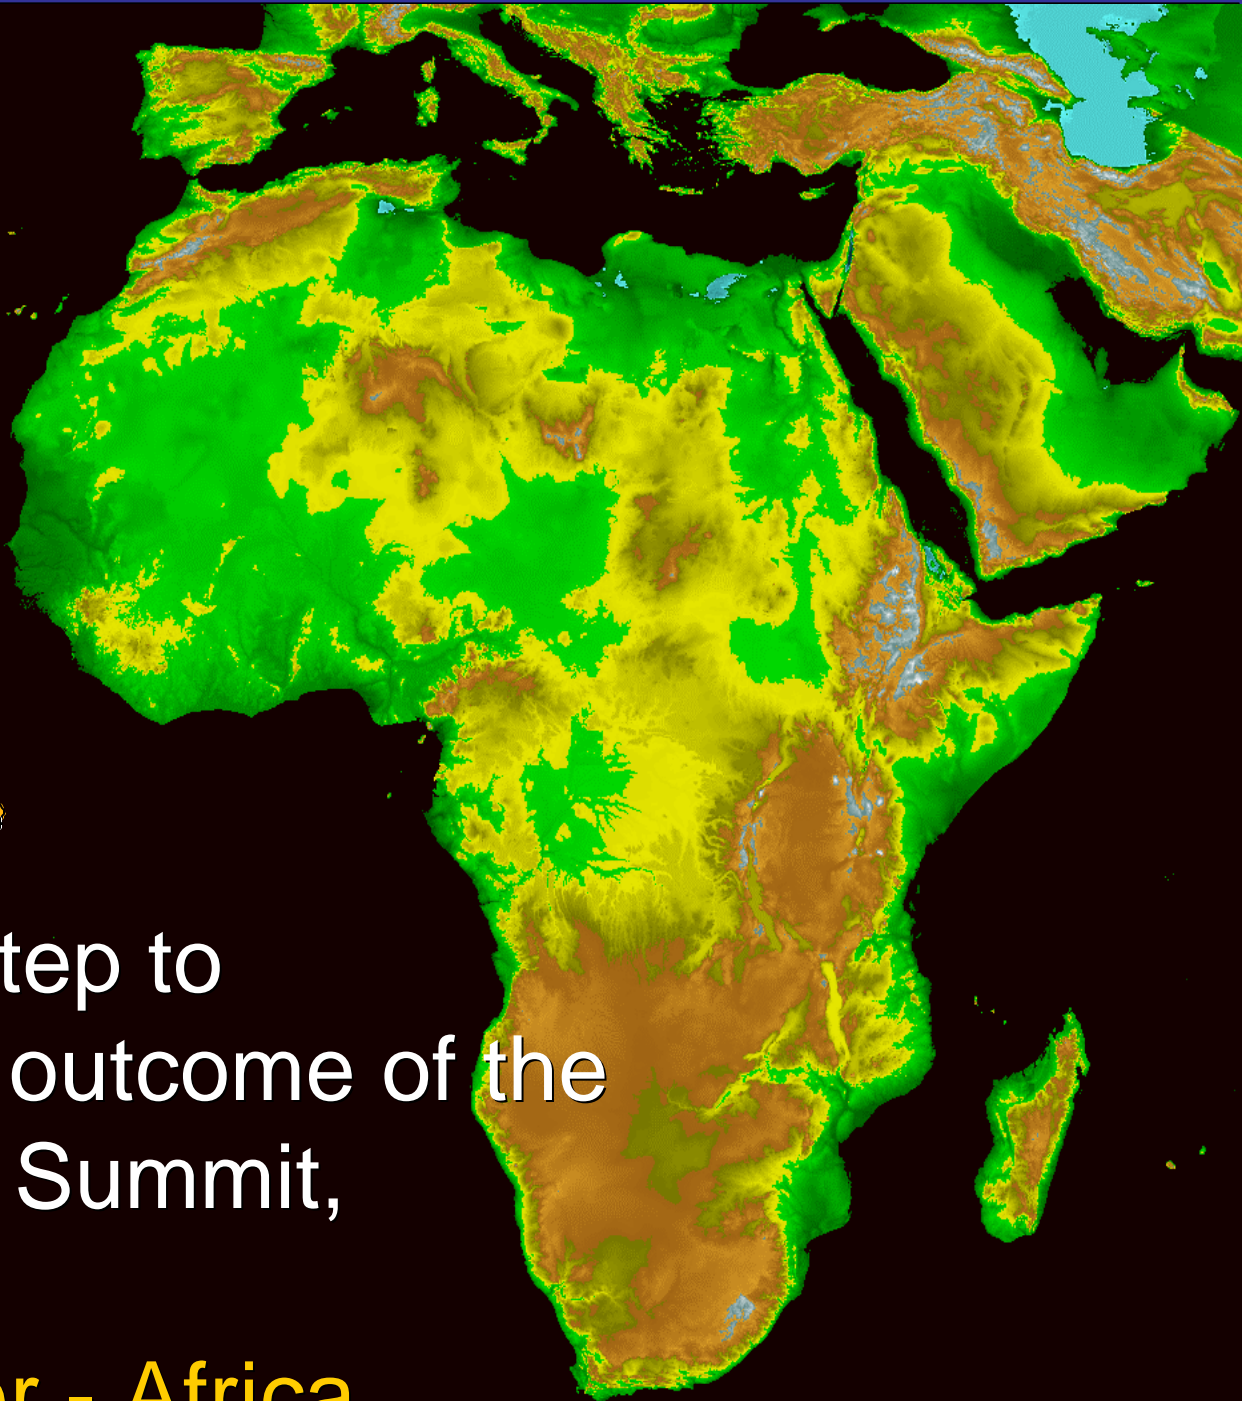 tep to
outcome of the
Summit,
r - Africa